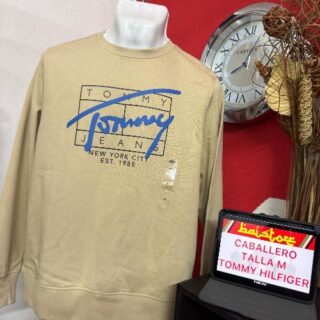 TOMMY
Tommy
JEANS
NEW YORK CITY
EST. 1985
baistore
CABALLERO
TALLA M
TOMMY HILFIGER